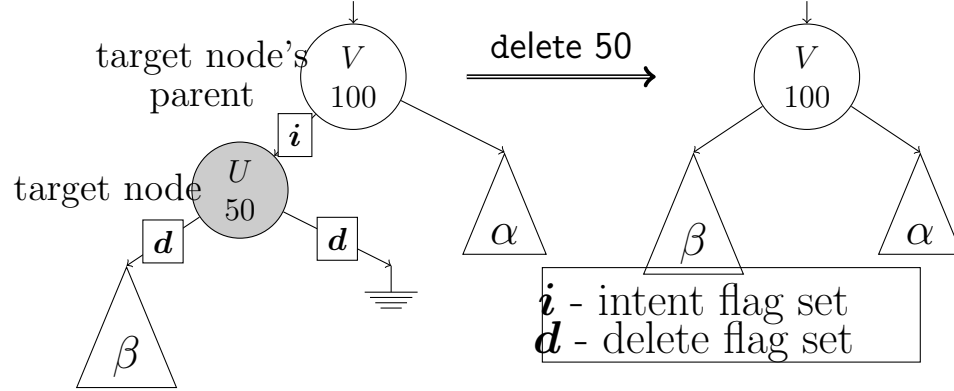 V
100
target node's
parent
i
U
50
target node
d
d
β
α
delete 50
V
100
β
α
i - intent flag set
d - delete flag set